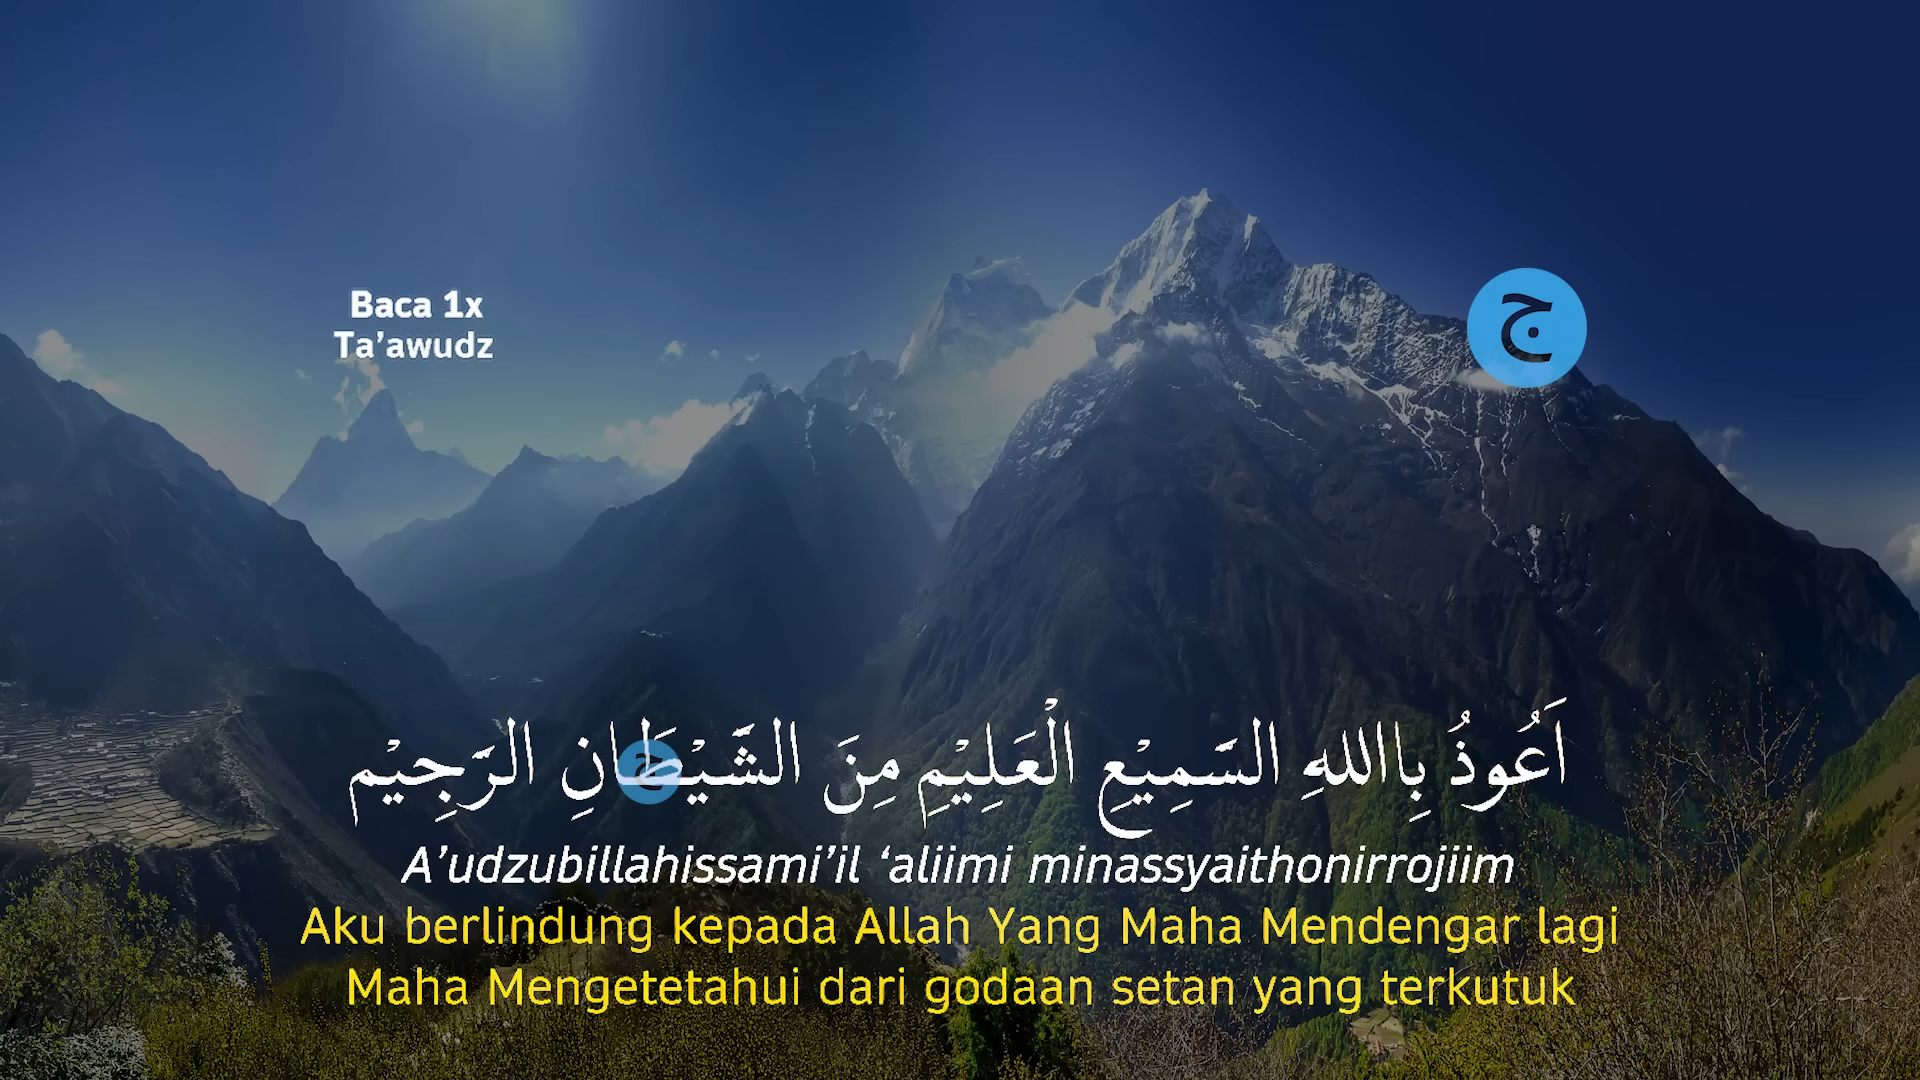 Baca 1x
Ta’awudz
ج
اَعُوذُ بِااللهِ السَّمِيْعِ الْعَلِيْمِ مِنَ الشَّيْطَانِ الرَّجِيْم
ج
A’udzubillahissami’il ‘aliimi minassyaithonirrojiim
Aku berlindung kepada Allah Yang Maha Mendengar lagi
Maha Mengetetahui dari godaan setan yang terkutuk